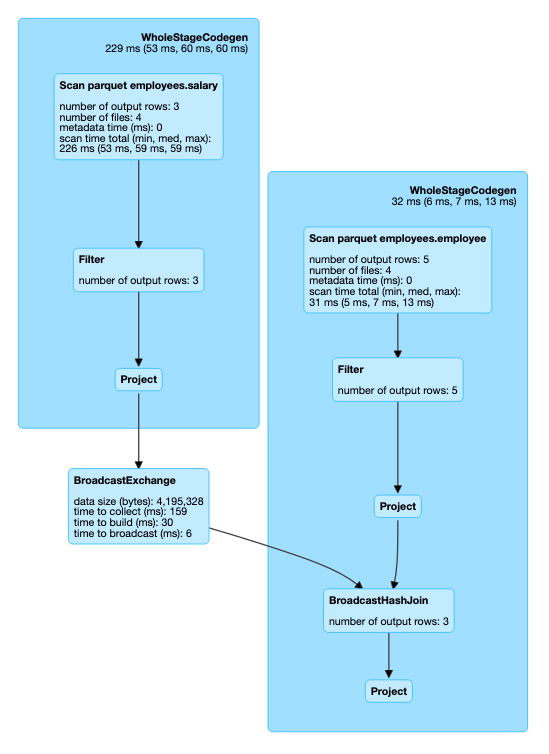 WholeStageCodegen
229 ms (53 ms, 60 ms, 60 ms)
Scan parquet employees.salary
number of output rows: 3
number of files: 4
metadata time (ms): 0
scan time total (min, med, max):
226 ms (53 ms, 59 ms, 59 ms)
Filter
number of output rows: 3
Project
BroadcastExchange
data size (bytes): 4,195,328
time to collect (ms): 159
time to build (ms): 30
time to broadcast (ms): 6
WholeStageCodegen
32 ms (6 ms, 7 ms, 13 ms)
Scan parquet employees.employee
number of output rows: 5
number of files: 4
metadata time (ms): 0
scan time total (min, med, max):
31 ms (5 ms, 7 ms, 13 ms)
Filter
number of output rows: 5
Project
BroadcastHashJoin
number of output rows: 3
Project